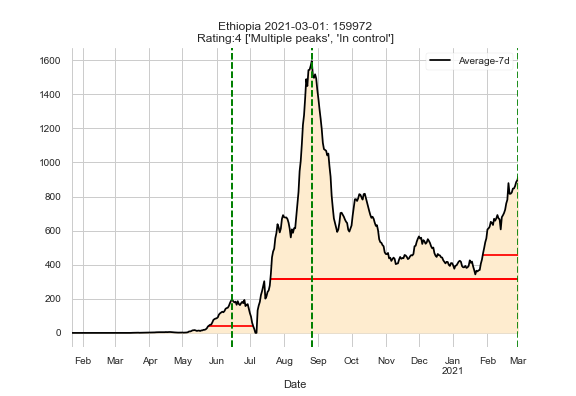 Ethiopia 2021-03-01: 159972
Rating:4 ['Multiple peaks', 'In control']
Average-7d
1600
1400
1200
1000
800
600
400
200
0
Feb Mar Apr May Jun Jul Aug Sep Oct Nov Dec Jan Feb Mar
2021
Date